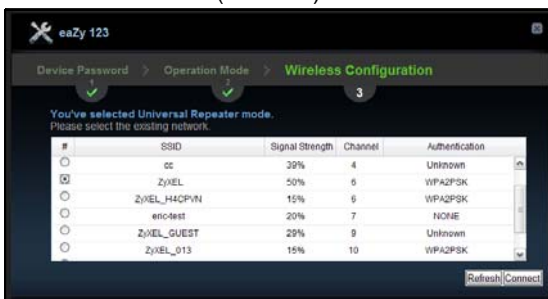 eaZy 123
Device Password > Operation Mode > Wireless Configuration
1 2 3
You've selected Universal Repeater mode.
Please select the existing network.
# SSID Signal Strength Channel Authentication
cc 39% 4 Unknown
ZyXEL 50% 6 WPA2PSK
ZyXEL_H4CPVN 15% 6 WPA2PSK
eric-test 20% 7 NONE
ZyXEL_GUEST 29% 9 Unknown
ZyXEL_013 15% 10 WPA2PSK
Refresh Connect